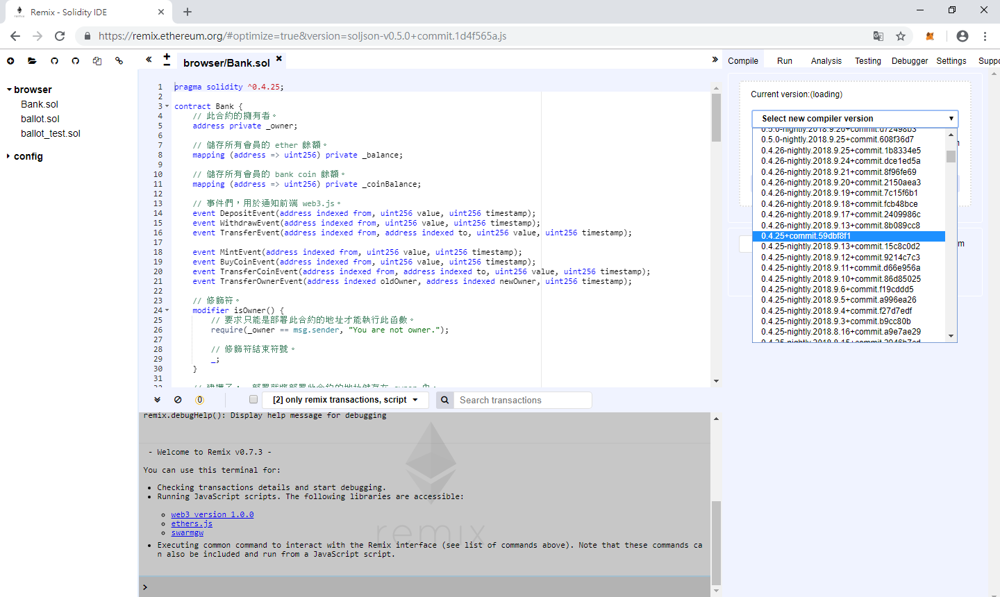 Remix - Solidity IDE
https://remix.ethereum.org/#optimize=true&version=soljson-v0.5.0+commit.1d4f565a.js
browser
Bank.sol
ballot.sol
ballot_test.sol
config
browser/Bank.sol
1 pragma solidity ^0.4.25;
2
3 contract Bank {
4 // 此合約的擁有者。
5 address private _owner;
6
7 // 儲存所有會員的 ether 餘額。
8 mapping (address => uint256) private _balance;
9
10 // 儲存所有會員的 bank coin 餘額。
11 mapping (address => uint256) private _coinBalance;
12
13 // 事件們，用於通知前端 web3.js。
14 event DepositEvent(address indexed from, uint256 value, uint256 timestamp);
15 event WithdrawEvent(address indexed from, uint256 value, uint256 timestamp);
16 event TransferEvent(address indexed from, address indexed to, uint256 value, uint256 timestamp);
17
18 event MintEvent(address indexed from, uint256 value, uint256 timestamp);
19 event BuyCoinEvent(address indexed from, uint256 value, uint256 timestamp);
20 event TransferCoinEvent(address indexed from, address indexed to, uint256 value, uint256 timestamp);
21 event TransferOwnerEvent(address indexed oldOwner, address indexed newOwner, uint256 timestamp);
22
23 // 修飾符。
24 modifier isOwner() {
25 // 要求只能是部署此合約的地址才能執行此函數。
26 require(_owner == msg.sender, "You are not owner.");
27
28 // 修飾符結束符號。
29 _;
30 }
31
0
[2] only remix transactions, script
Search transactions
remix.debugHelp(): Display help message for debugging
- Welcome to Remix v0.7.3 -
You can use this terminal for:
• Checking transactions details and start debugging.
• Running JavaScript scripts. The following libraries are accessible:
web3 version 1.0.0
ethers.js
swarmgw
• Executing common command to interact with the Remix interface (see list of commands above). Note that these commands ca
n also be included and run from a JavaScript script.
remix
>
Compile Run Analysis Testing Debugger Settings Suppo
Current version:(loading)
Select new compiler version
0.5.0-nightly.2018.9.26+commit.d72498b3
0.5.0-nightly.2018.9.25+commit.608f36d7
0.4.26-nightly.2018.9.25+commit.1b8334e5
0.4.26-nightly.2018.9.24+commit.dce1ed5a
0.4.26-nightly.2018.9.21+commit.8f96fe69
0.4.26-nightly.2018.9.20+commit.2150aea3
0.4.26-nightly.2018.9.19+commit.7c15f6b1
0.4.26-nightly.2018.9.18+commit.fcb48bce
0.4.26-nightly.2018.9.17+commit.2409986c
0.4.26-nightly.2018.9.13+commit.8b089cc8
0.4.25+commit.59dbf8f1
0.4.25-nightly.2018.9.13+commit.15c8c0d2
0.4.25-nightly.2018.9.12+commit.9214c7c3
0.4.25-nightly.2018.9.11+commit.d66e956a
0.4.25-nightly.2018.9.10+commit.86d85025
0.4.25-nightly.2018.9.6+commit.f19cddd5
0.4.25-nightly.2018.9.5+commit.a996ea26
0.4.25-nightly.2018.9.4+commit.f27d7edf
0.4.25-nightly.2018.9.3+commit.b9cc80b
0.4.25-nightly.2018.8.16+commit.a9e7ae29